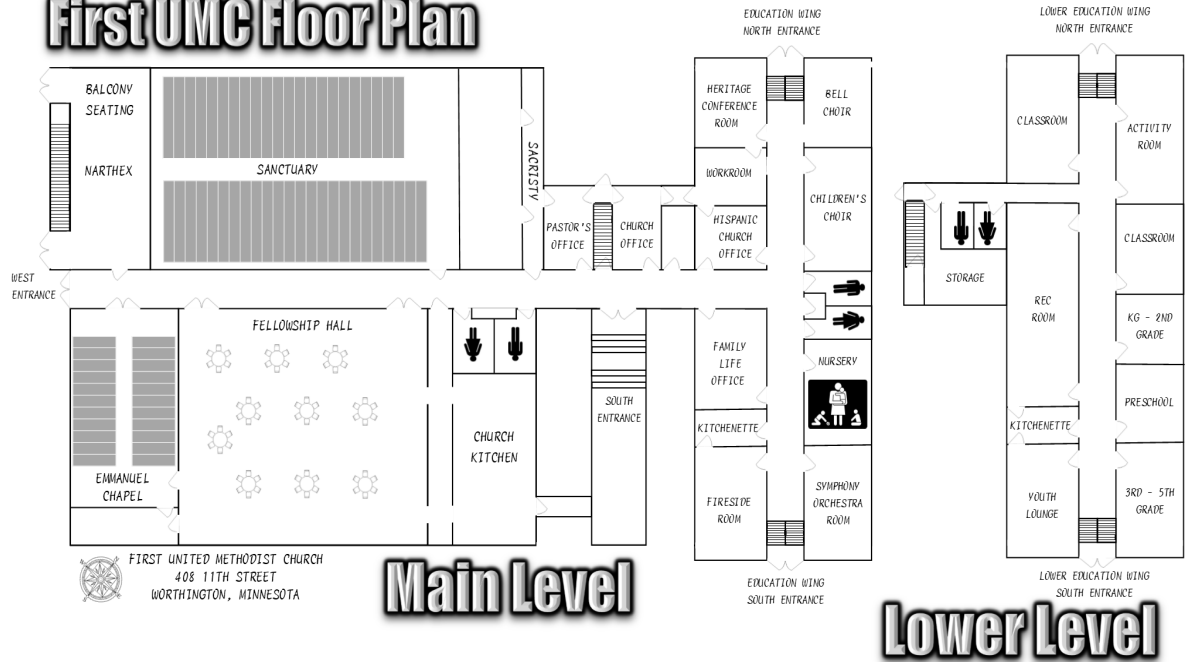 First UMC Floor Plan
EDUCATION WING
NORTH ENTRANCE
LOWER EDUCATION WING
NORTH ENTRANCE
BALCONY
SEATING
NARTHEX
SANCTUARY
SACRISTY
WEST
ENTRANCE
PASTOR'S
OFFICE
CHURCH
OFFICE
HERITAGE
CONFERENCE
ROOM
WORKROOM
HISPANIC
CHURCH
OFFICE
BELL
CHOIR
CHILDREN'S
CHOIR
FELLOWSHIP HALL
EMMANUEL
CHAPEL
CHURCH
KITCHEN
SOUTH
ENTRANCE
FAMILY
LIFE
OFFICE
KITCHENETTE
FIRESIDE
ROOM
NURSERY
SYMPHONY
ORCHESTRA
ROOM
CLASSROOM
ACTIVITY
ROOM
CLASSROOM
STORAGE
REC
ROOM
KG - 2ND
GRADE
PRESCHOOL
KITCHENETTE
YOUTH
LOUNGE
3RD - 5TH
GRADE
FIRST UNITED METHODIST CHURCH
408 11TH STREET
WORTHINGTON, MINNESOTA
Main Level
EDUCATION WING
SOUTH ENTRANCE
LOWER EDUCATION WING
SOUTH ENTRANCE
Lower Level